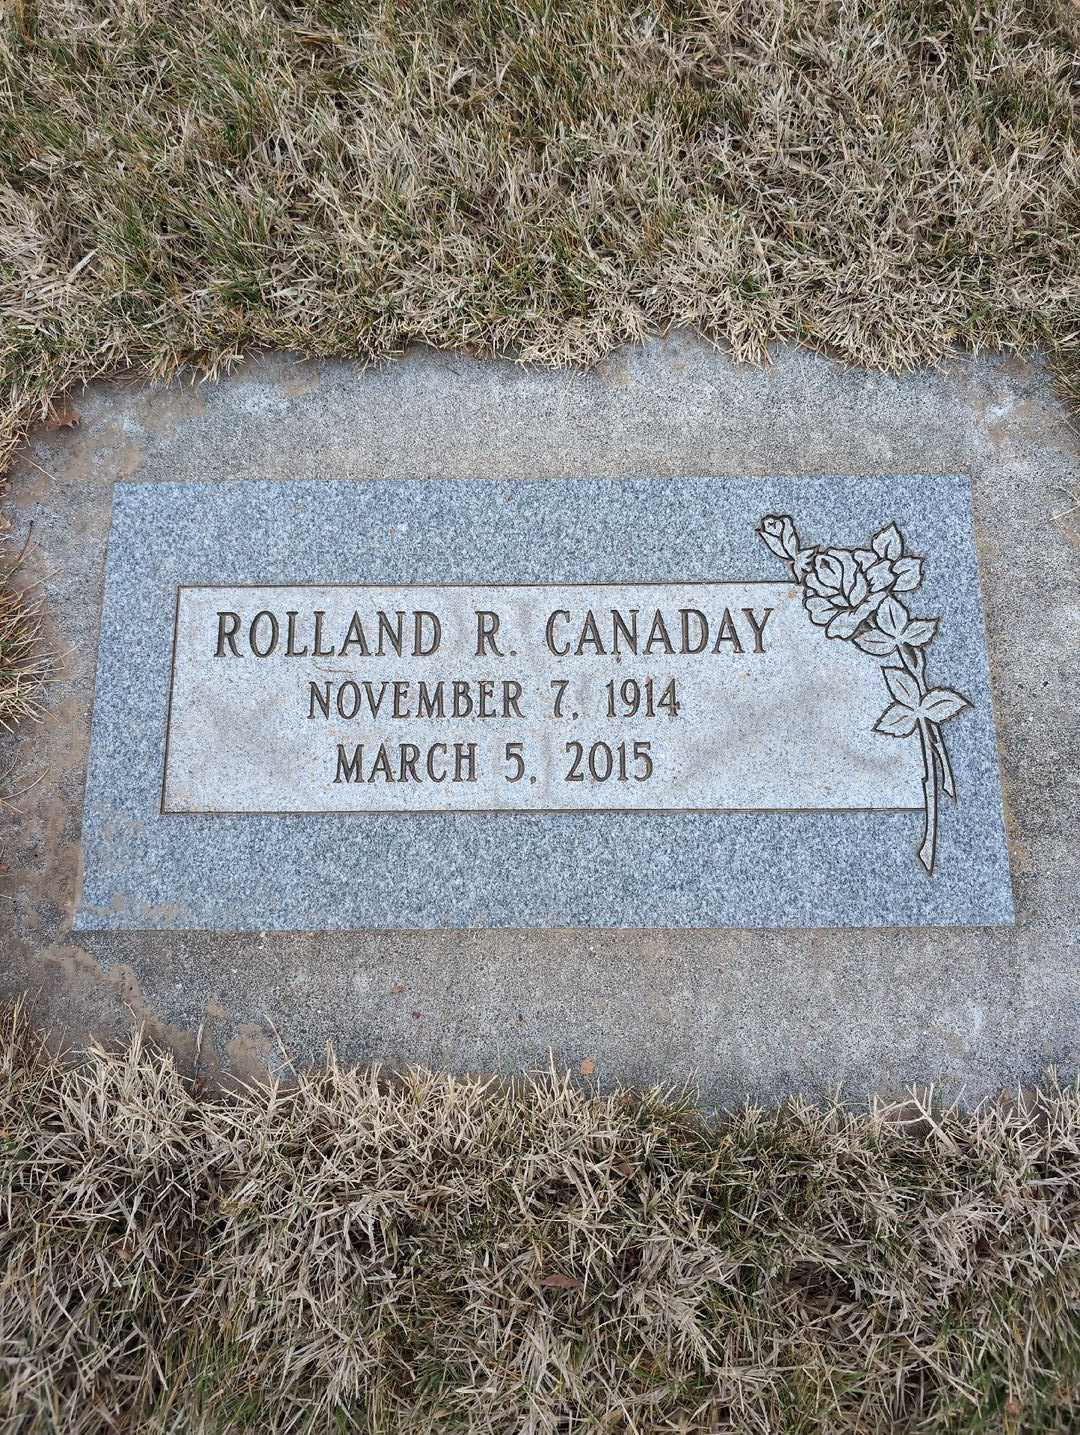 ROLLAND R. CANADAY
NOVEMBER 7, 1914
MARCH 5, 2015